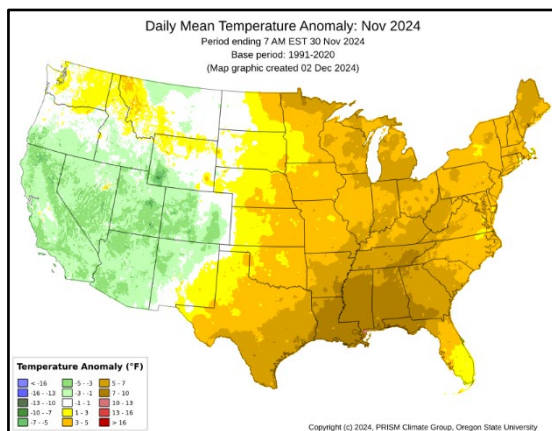 Daily Mean Temperature Anomaly: Nov 2024
Period ending 7 AM EST 30 Nov 2024
Base period: 1991-2020
(Map graphic created 02 Dec 2024)
Temperature Anomaly (°F)
< -16
-16 - -13
-13 - -10
-10 - -7
-7 - -5
-5 - -3
-3 - -1
-1 - 1
1 - 3
3 - 5
5 - 7
7 - 10
10 - 13
13 - 16
> 16
Copyright (c) 2024, PRISM Climate Group, Oregon State University